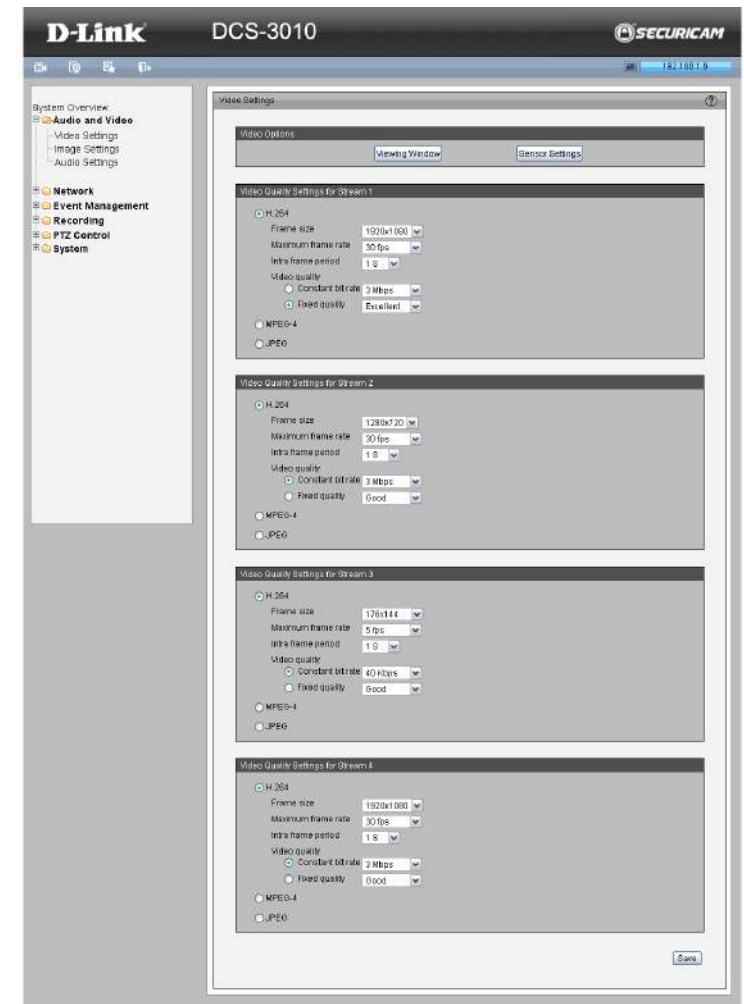 D-Link
DCS-3010
SECURICAM
System Overview
Audio and Video
Video Settings
Image Settings
Audio Settings
Network
Event Management
Recording
PTZ Control
System
Video Settings
Video Options
Viewing Window
Sensor Settings
Video Quality Settings for Stream 1
H.264
Frame size 1920x1080
Maximum frame rate 30 fps
Intra frame period 1 S
Video quality
Constant bit rate 3 Mbps
Fixed quality Excellent
MPEG-4
JPEG
Video Quality Settings for Stream 2
H.264
Frame size 1280x720
Maximum frame rate 30 fps
Intra frame period 1 S
Video quality
Constant bit rate 3 Mbps
Fixed quality Good
MPEG-4
JPEG
Video Quality Settings for Stream 3
H.264
Frame size 176x144
Maximum frame rate 5 fps
Intra frame period 1 S
Video quality
Constant bit rate 40 Kbps
Fixed quality Good
MPEG-4
JPEG
Video Quality Settings for Stream 4
H.264
Frame size 1920x1080
Maximum frame rate 30 fps
Intra frame period 1 S
Video quality
Constant bit rate 3 Mbps
Fixed quality Good
MPEG-4
JPEG
Save